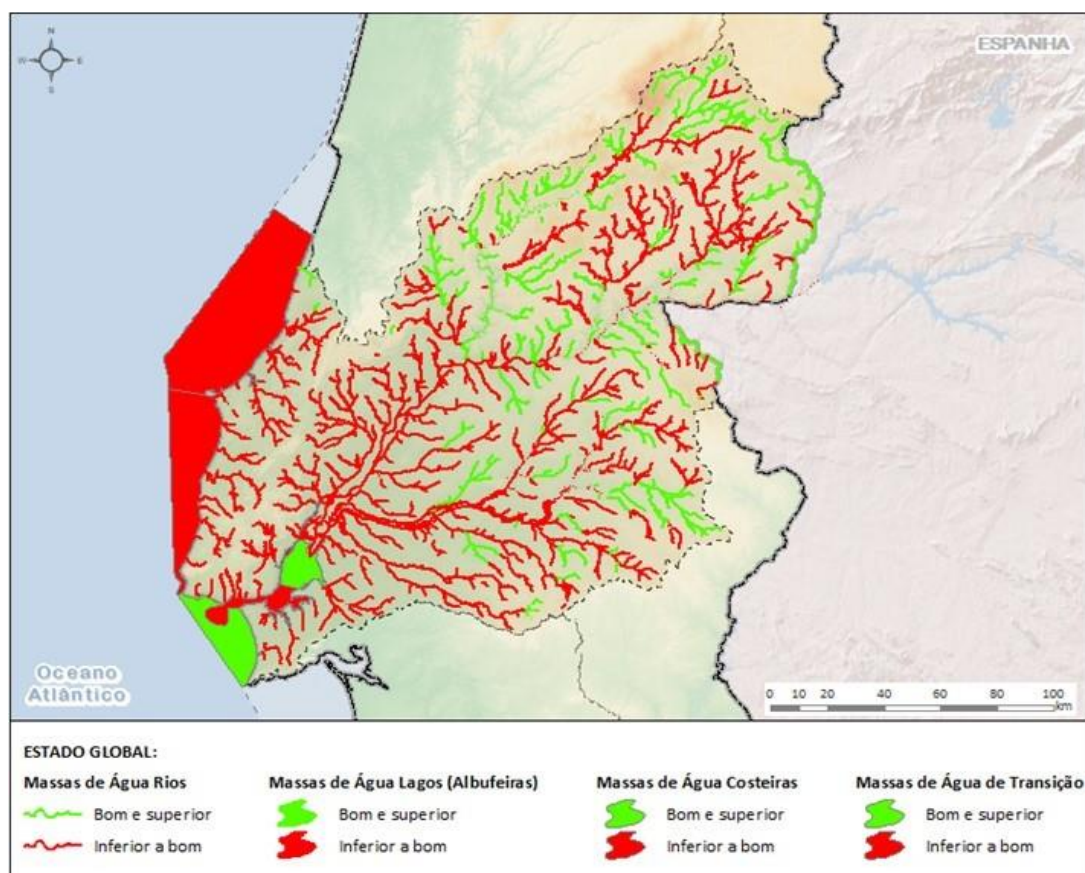 N
W E
S
ESPANHA
Oceano
Atlântico
0 10 20 40 60 80 100
km
ESTADO GLOBAL:
Massas de Água Rios Massas de Água Lagos (Albufeiras) Massas de Água Costeiras Massas de Água de Transição
Bom e superior Bom e superior Bom e superior Bom e superior
Inferior a bom Inferior a bom Inferior a bom Inferior a bom